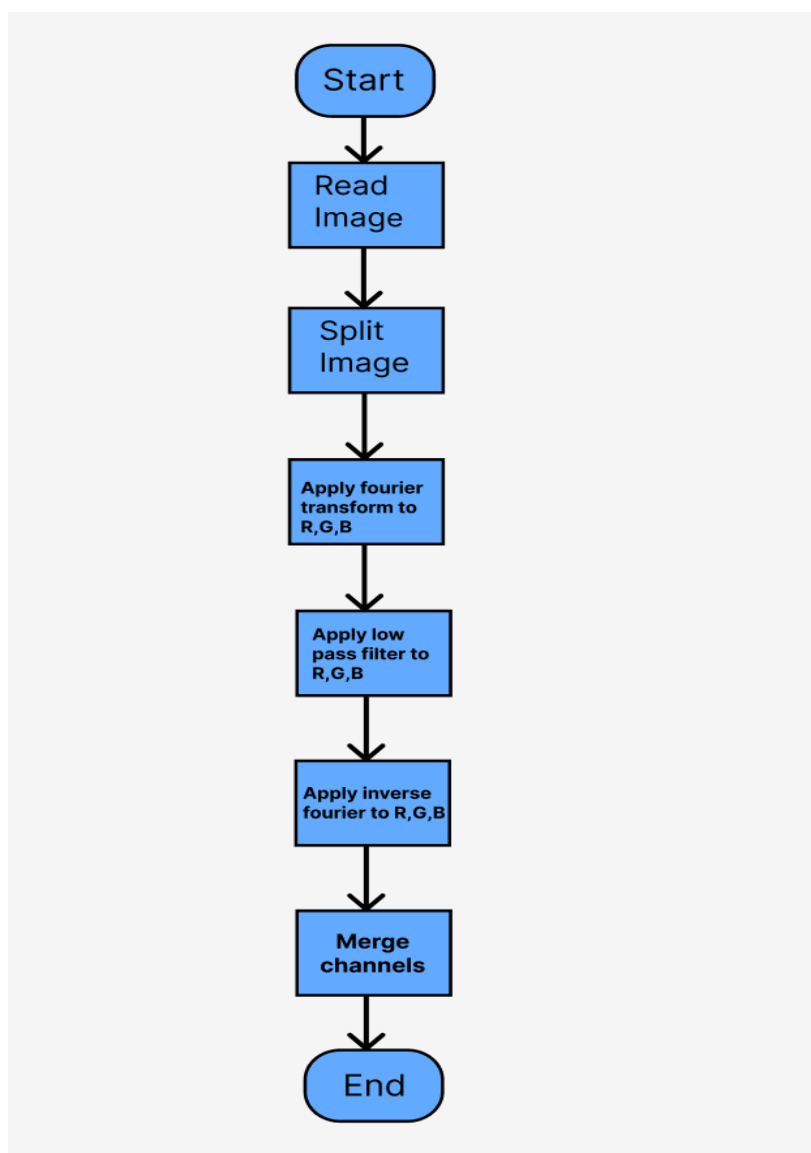 Start
Read
Image
Split
Image
Apply fourier
transform to
R,G,B
Apply low
pass filter to
R,G,B
Apply inverse
fourier to R,G,B
Merge
channels
End